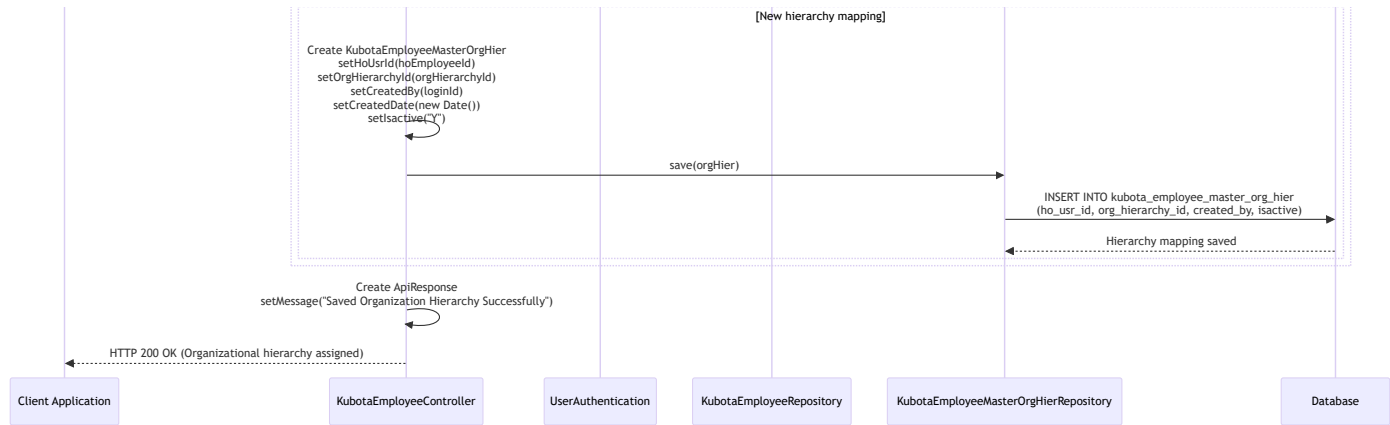 [New hierarchy mapping]
Create KubotaEmployeeMasterOrgHier
setHoUsrId(hoEmployeeId)
setOrgHierarchyId(orgHierarchyId)
setCreatedBy(loginId)
setCreatedDate(new Date())
setIsactive("Y")
save(orgHier)
INSERT INTO kubota_employee_master_org_hier
(ho_usr_id, org_hierarchy_id, created_by, isactive)
Hierarchy mapping saved
Create ApiResponse
setMessage("Saved Organization Hierarchy Successfully")
HTTP 200 OK (Organizational hierarchy assigned)
Client Application
KubotaEmployeeController
UserAuthentication
KubotaEmployeeRepository
KubotaEmployeeMasterOrgHierRepository
Database